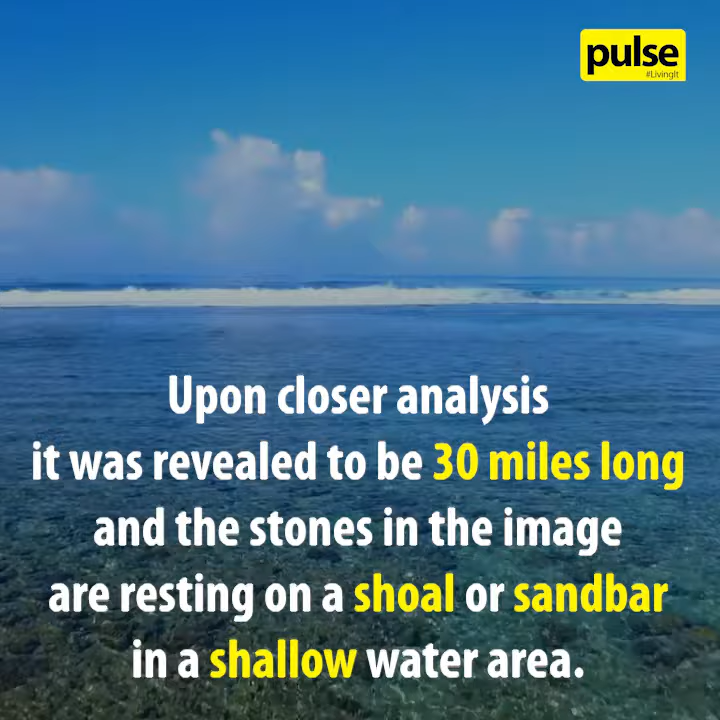 pulse
#LivingIt
Upon closer analysis
it was revealed to be 30 miles long
and the stones in the image
are resting on a shoal or sandbar
in a shallow water area.